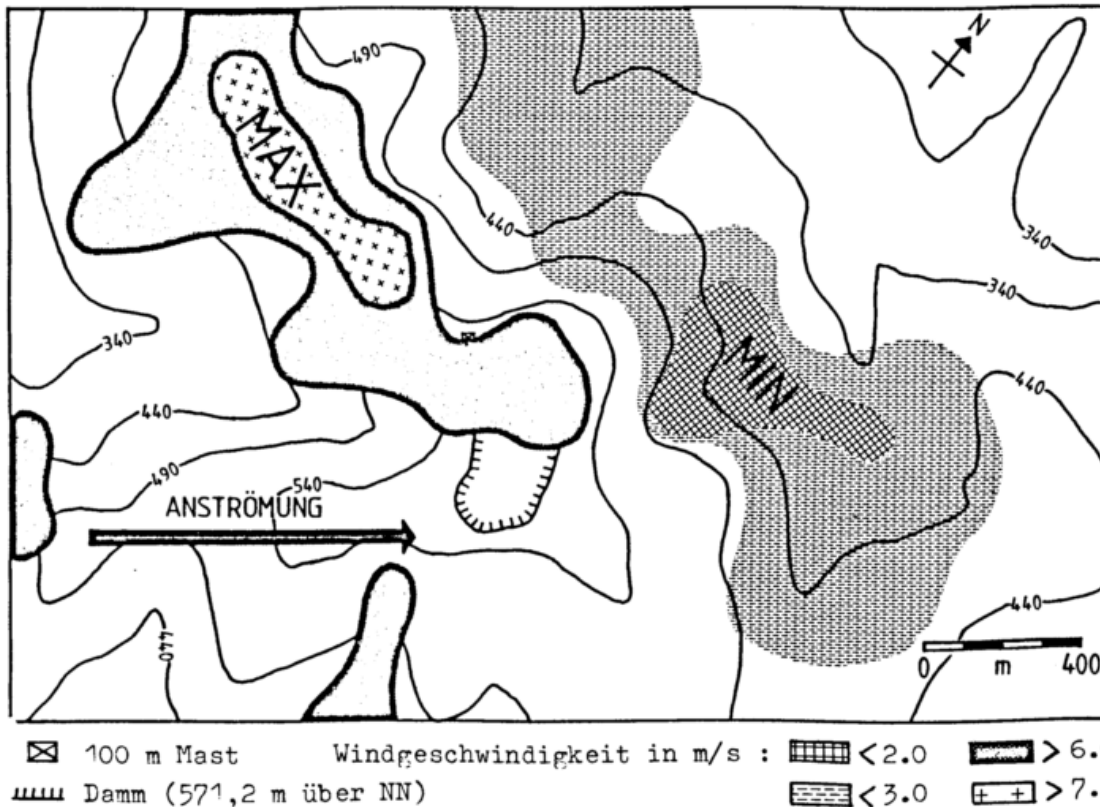 490
N
MAX
440
340
340
340
MIN
440
440
490
540
ANSTRÖMUNG
440
440
0 m 400
100 m Mast Windgeschwindigkeit in m/s : < 2.0 > 6.
Damm (571,2 m über NN) < 3.0 + + > 7.